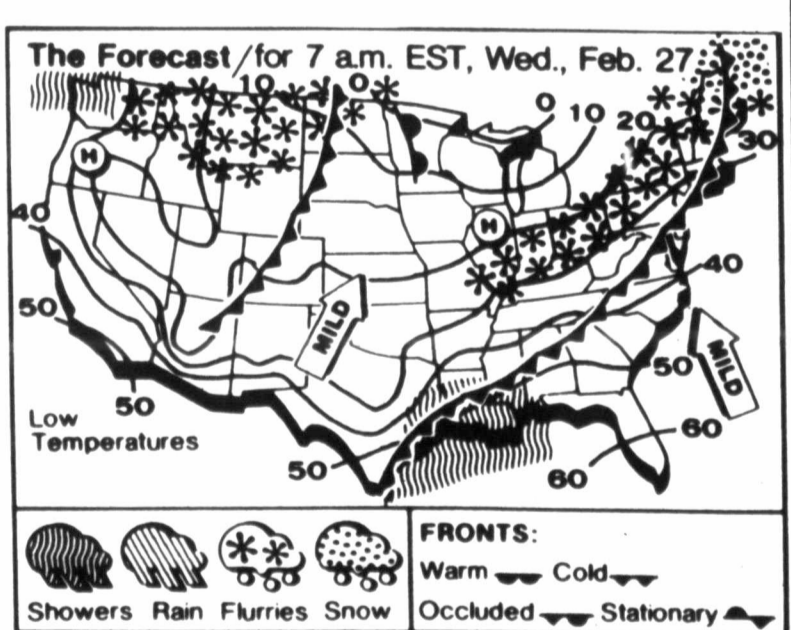 The Forecast/for 7 a.m. EST, Wed., Feb. 27
10 0
0 10 20 30
H
40
H
40
50
MILD
MILD
50
50
Low
Temperatures
60
50
60
Showers Rain Flurries Snow
FRONTS:
Warm Cold
Occluded Stationary